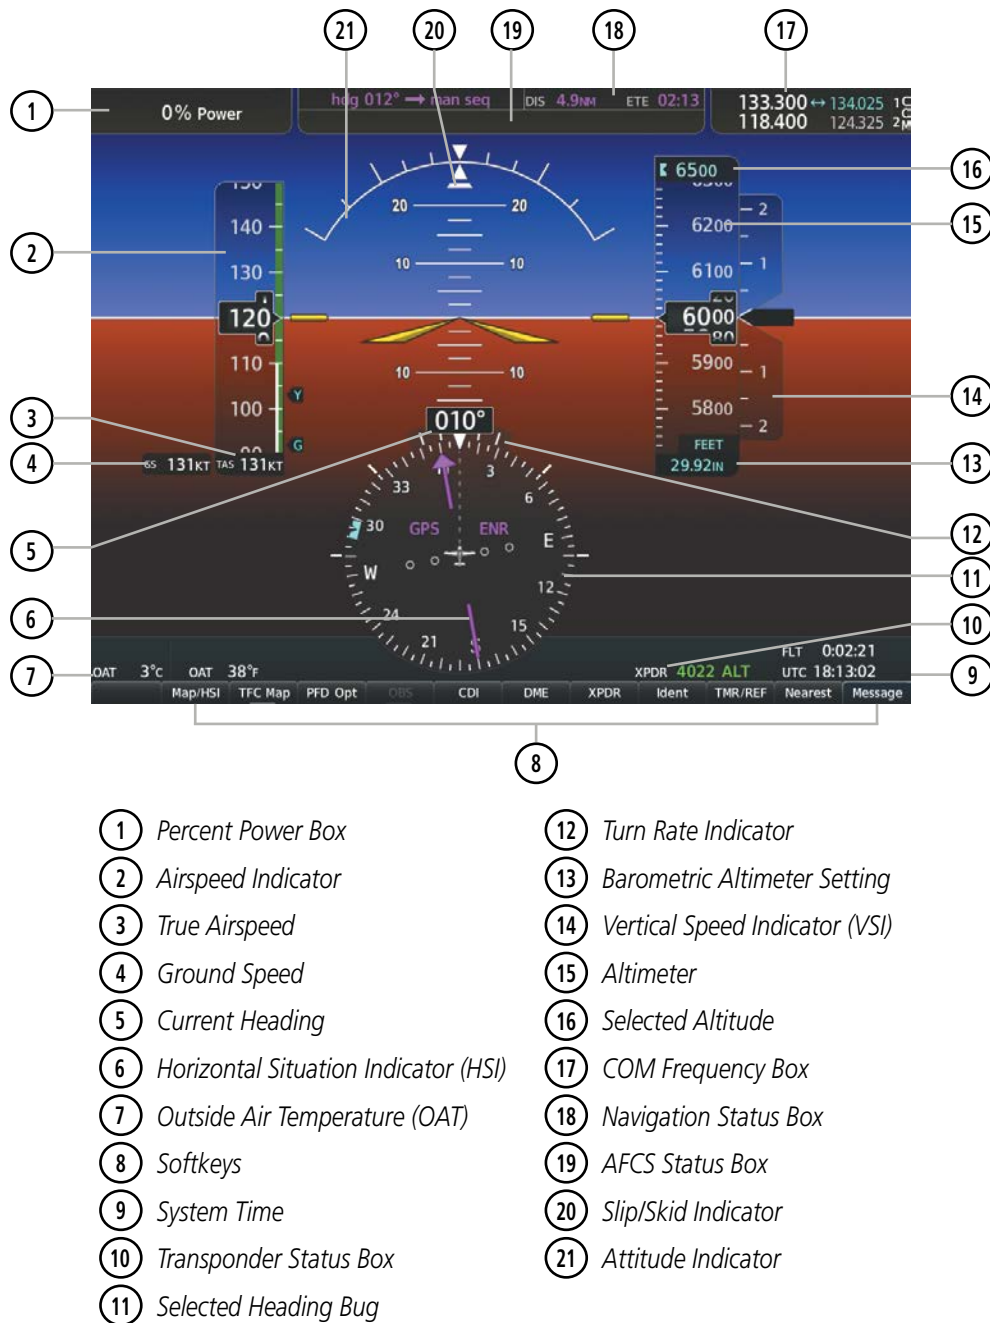 21 20 19 18 17
1 0% Power
hdg 012° → man seq DIS 4.9NM ETE 02:13
133.300 ↔ 134.025 1
118.400 124.325 2
COM
16
6500
2 140
130
120
110
100
Y
G
20 20
10 10
10 10
15
6200
6100
6000
20
80
5900
5800
2
1
1
2
14
3
4 GS 131KT TAS 131KT
010°
FEET
29.92IN 13
5
12
11
6
10
33 3 6 E 12 15 S 21 24 W 30
GPS ENR
7 OAT 3°C OAT 38°F
XPDR 4022 ALT
FLT 0:02:21
UTC 18:13:02 9
Map/HSI TFC Map PFD Opt OBS CDI DME XPDR Ident TMR/REF Nearest Message
8
1 Percent Power Box
2 Airspeed Indicator
3 True Airspeed
4 Ground Speed
5 Current Heading
6 Horizontal Situation Indicator (HSI)
7 Outside Air Temperature (OAT)
8 Softkeys
9 System Time
10 Transponder Status Box
11 Selected Heading Bug
12 Turn Rate Indicator
13 Barometric Altimeter Setting
14 Vertical Speed Indicator (VSI)
15 Altimeter
16 Selected Altitude
17 COM Frequency Box
18 Navigation Status Box
19 AFCS Status Box
20 Slip/Skid Indicator
21 Attitude Indicator